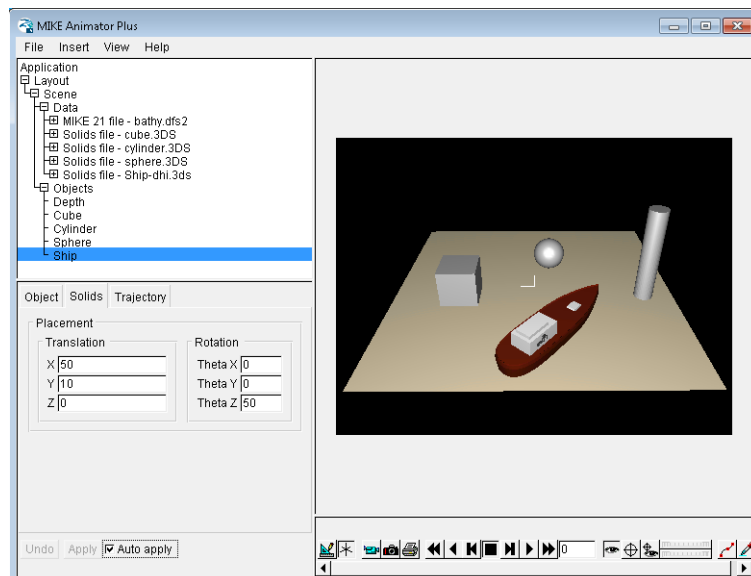 MIKE Animator Plus
File Insert View Help
Application
Layout
Scene
Data
MIKE 21 file - bathy.dfs2
Solids file - cube.3DS
Solids file - cylinder.3DS
Solids file - sphere.3DS
Solids file - Ship-dhi.3ds
Objects
Depth
Cube
Cylinder
Sphere
Ship
Object Solids Trajectory
Placement
Translation Rotation
X 50 Theta X 0
Y 10 Theta Y 0
Z 0 Theta Z 50
Undo Apply Auto apply 0